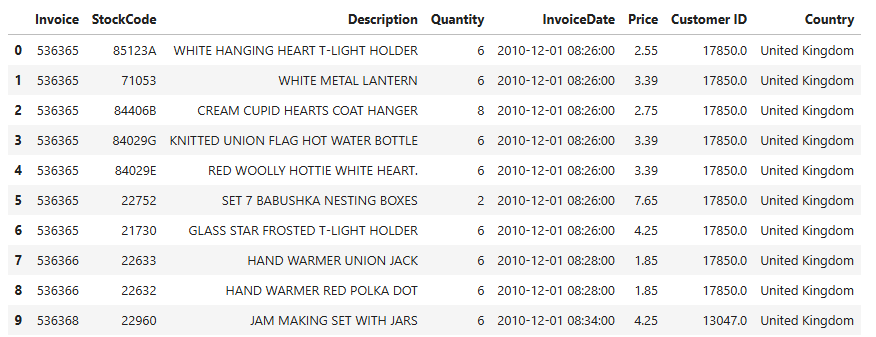 Invoice StockCode Description Quantity InvoiceDate Price Customer ID Country
0 536365 85123A WHITE HANGING HEART T-LIGHT HOLDER 6 2010-12-01 08:26:00 2.55 17850.0 United Kingdom
1 536365 71053 WHITE METAL LANTERN 6 2010-12-01 08:26:00 3.39 17850.0 United Kingdom
2 536365 84406B CREAM CUPID HEARTS COAT HANGER 8 2010-12-01 08:26:00 2.75 17850.0 United Kingdom
3 536365 84029G KNITTED UNION FLAG HOT WATER BOTTLE 6 2010-12-01 08:26:00 3.39 17850.0 United Kingdom
4 536365 84029E RED WOOLLY HOTTIE WHITE HEART. 6 2010-12-01 08:26:00 3.39 17850.0 United Kingdom
5 536365 22752 SET 7 BABUSHKA NESTING BOXES 2 2010-12-01 08:26:00 7.65 17850.0 United Kingdom
6 536365 21730 GLASS STAR FROSTED T-LIGHT HOLDER 6 2010-12-01 08:26:00 4.25 17850.0 United Kingdom
7 536366 22633 HAND WARMER UNION JACK 6 2010-12-01 08:28:00 1.85 17850.0 United Kingdom
8 536366 22632 HAND WARMER RED POLKA DOT 6 2010-12-01 08:28:00 1.85 17850.0 United Kingdom
9 536368 22960 JAM MAKING SET WITH JARS 6 2010-12-01 08:34:00 4.25 13047.0 United Kingdom